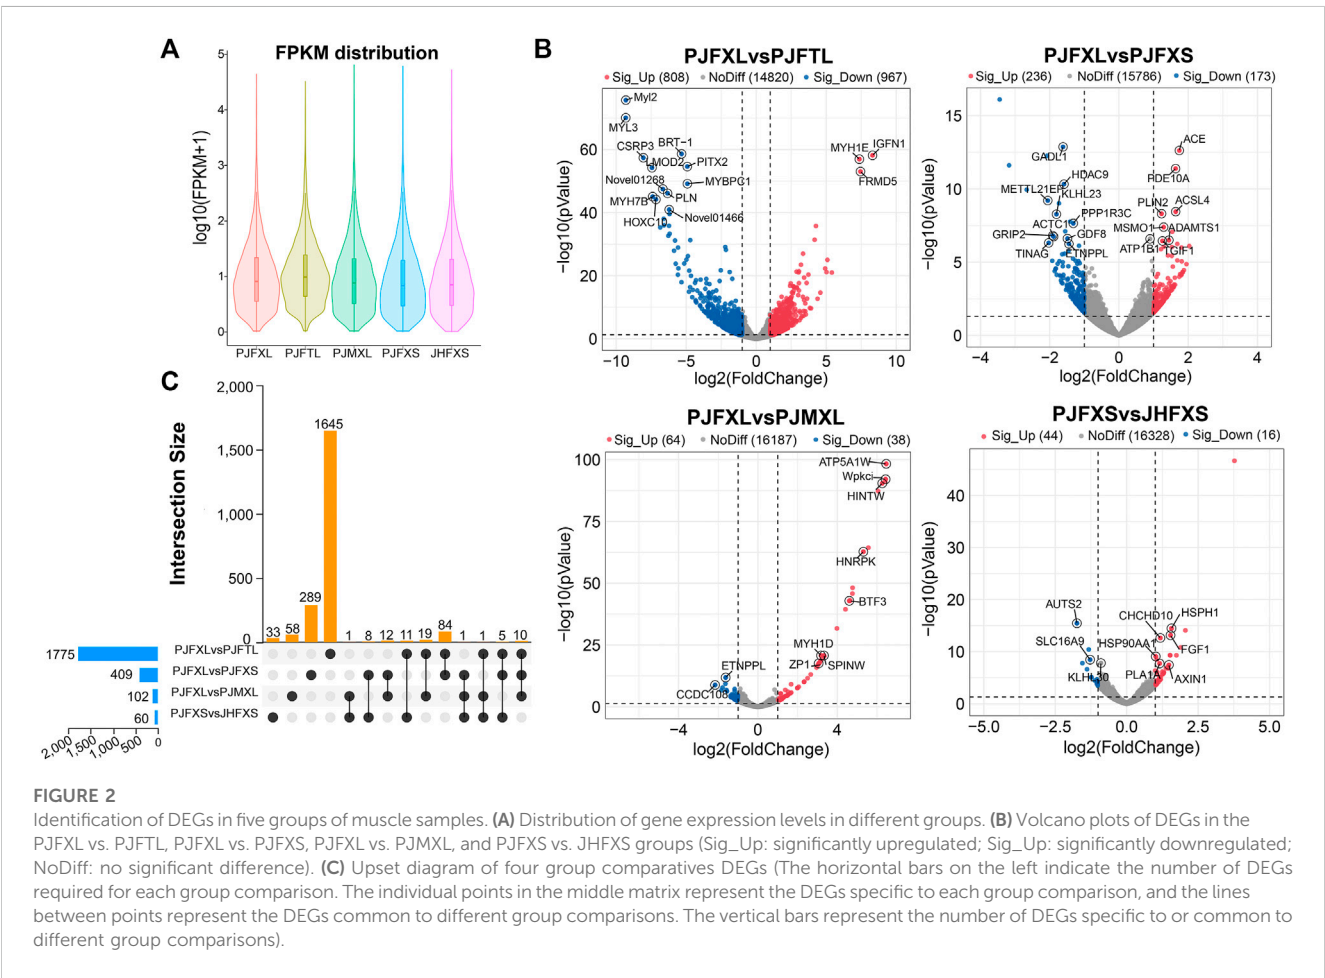 A
FPKM distribution
log10(FPKM+1)
5
4
3
2
1
0
PJFXL PJFTL PJMXL PJFXS JHFXS
B
PJFXLvsPJFTL
Sig_Up (808) NoDiff (14820) Sig_Down (967)
−log10(pValue)
60
40
20
0
Myl2
MYL3
CSRP3
BRT−1
MOD2
PITX2
Novel01268
MYBPC1
PLN
MYH7B
HOXC10
Novel01466
MYH1E
IGFN1
FRMD5
−10 −5 0 5 10
log2(FoldChange)
PJFXLvsPJFXS
Sig_Up (236) NoDiff (15786) Sig_Down (173)
−log10(pValue)
15
10
5
0
GADL1
HDAC9
METTL21EP
KLHL23
ACTC1
PPP1R3C
GRIP2
GDF8
TINAG
ETNPPL
ACE
PDE10A
PLIN2
ACSL4
MSMO1
ADAMTS1
ATP1B1
TGIF1
−4 −2 0 2 4
log2(FoldChange)
PJFXLvsPJMXL
Sig_Up (64) NoDiff (16187) Sig_Down (38)
−log10(pValue)
100
75
50
25
0
ATP5A1W
Wpkci
HINTW
HNRPK
BTF3
MYH1D
ZP1
SPINW
ETNPPL
CCDC108
−4 0 4
log2(FoldChange)
PJFXSvsJHFXS
Sig_Up (44) NoDiff (16328) Sig_Down (16)
−log10(pValue)
40
30
20
10
0
AUTS2
SLC16A9
KLHL30
CHCHD10
HSPH1
HSP90AA1
FGF1
PLA1A
AXIN1
−5.0 −2.5 0.0 2.5 5.0
log2(FoldChange)
C
Intersection Size
2,000
1,500
1,000
500
0
33 58 289 1645 1 8 12 11 19 84 1 1 5 10
1775 PJFXLvsPJFTL
409 PJFXLvsPJFXS
102 PJFXLvsPJMXL
60 PJFXSvsJHFXS
2,000 1,500 1,000 500 0
FIGURE 2
Identification of DEGs in five groups of muscle samples. (A) Distribution of gene expression levels in different groups. (B) Volcano plots of DEGs in the
PJFXL vs. PJFTL, PJFXL vs. PJFXS, PJFXL vs. PJMXL, and PJFXS vs. JHFXS groups (Sig_Up: significantly upregulated; Sig_Up: significantly downregulated;
NoDiff: no significant difference). (C) Upset diagram of four group comparatives DEGs (The horizontal bars on the left indicate the number of DEGs
required for each group comparison. The individual points in the middle matrix represent the DEGs specific to each group comparison, and the lines
between points represent the DEGs common to different group comparisons. The vertical bars represent the number of DEGs specific to or common to
different group comparisons).